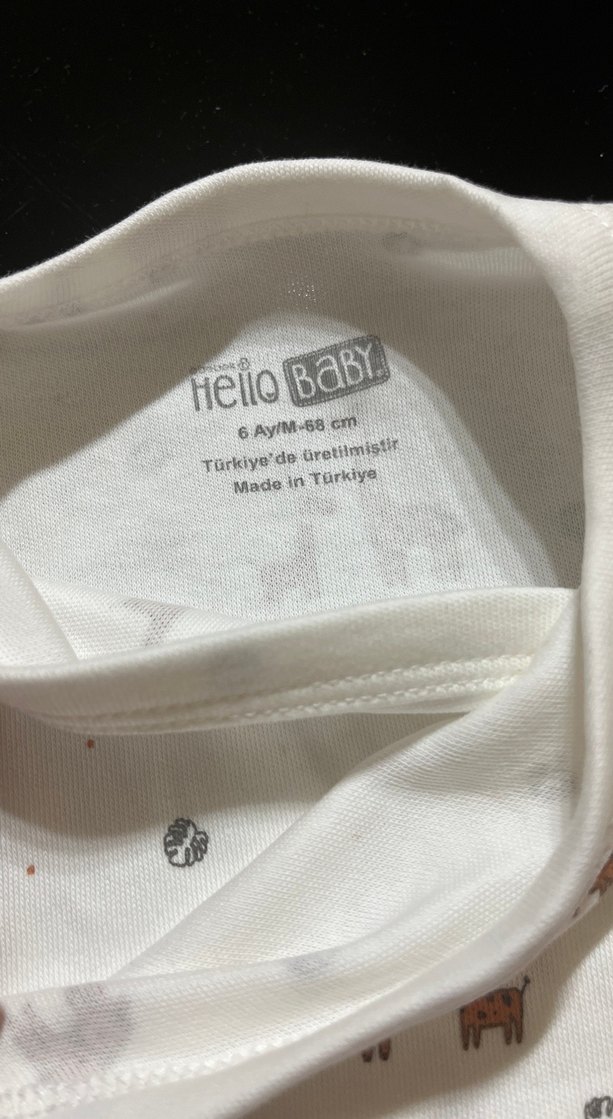 Hello BABY
6 Ay/M-68 cm
Türkiye'de üretilmiştir
Made in Türkiye